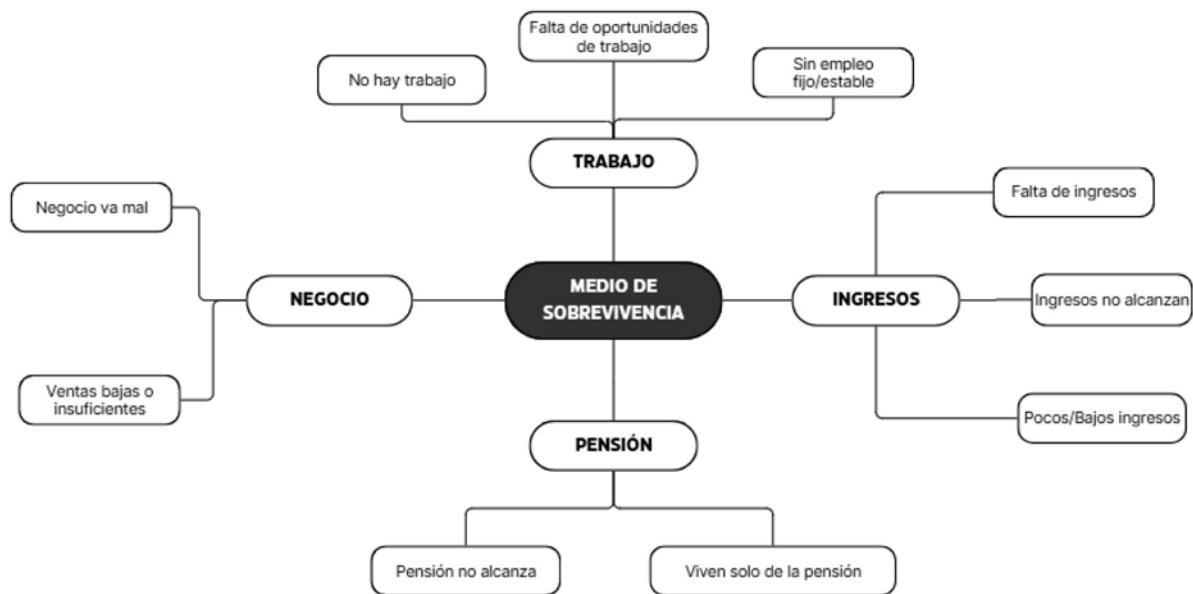 Falta de oportunidades
de trabajo
No hay trabajo
Sin empleo
fijo/estable
TRABAJO
Negocio va mal
Falta de ingresos
NEGOCIO
MEDIO DE
SOBREVIVENCIA
INGRESOS
Ingresos no alcanzan
Ventas bajas o
insuficientes
Pocos/Bajos ingresos
PENSIÓN
Pensión no alcanza
Viven solo de la pensión